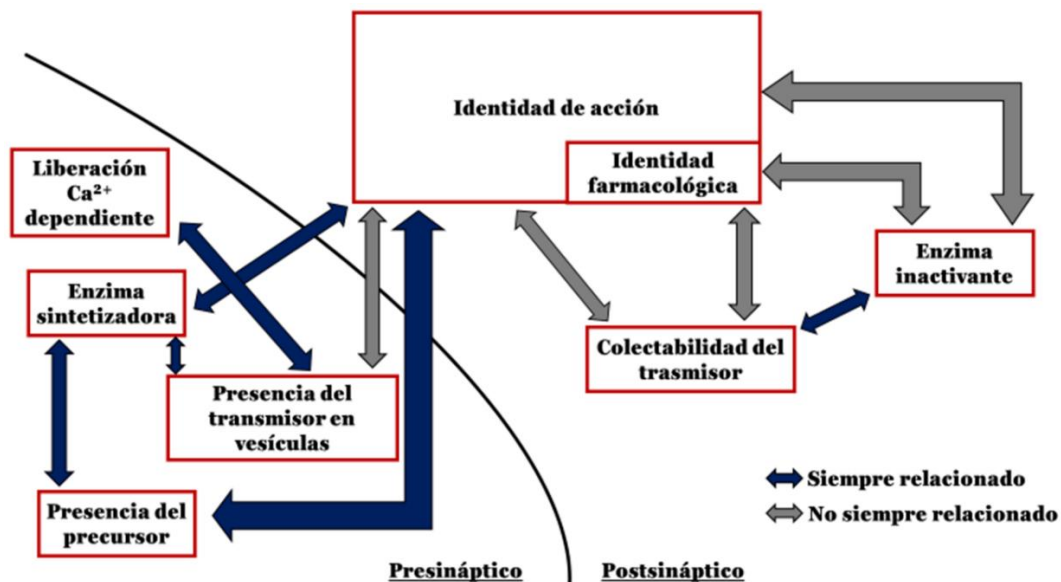 Identidad de acción
Identidad
farmacológica
Liberación
Ca²⁺
dependiente
Enzima
sintetizadora
Enzima
inactivante
Colectabilidad del
trasmisor
Presencia del
transmisor en
vesículas
Presencia del
precursor
Siempre relacionado
No siempre relacionado
Presináptico
Postsináptico